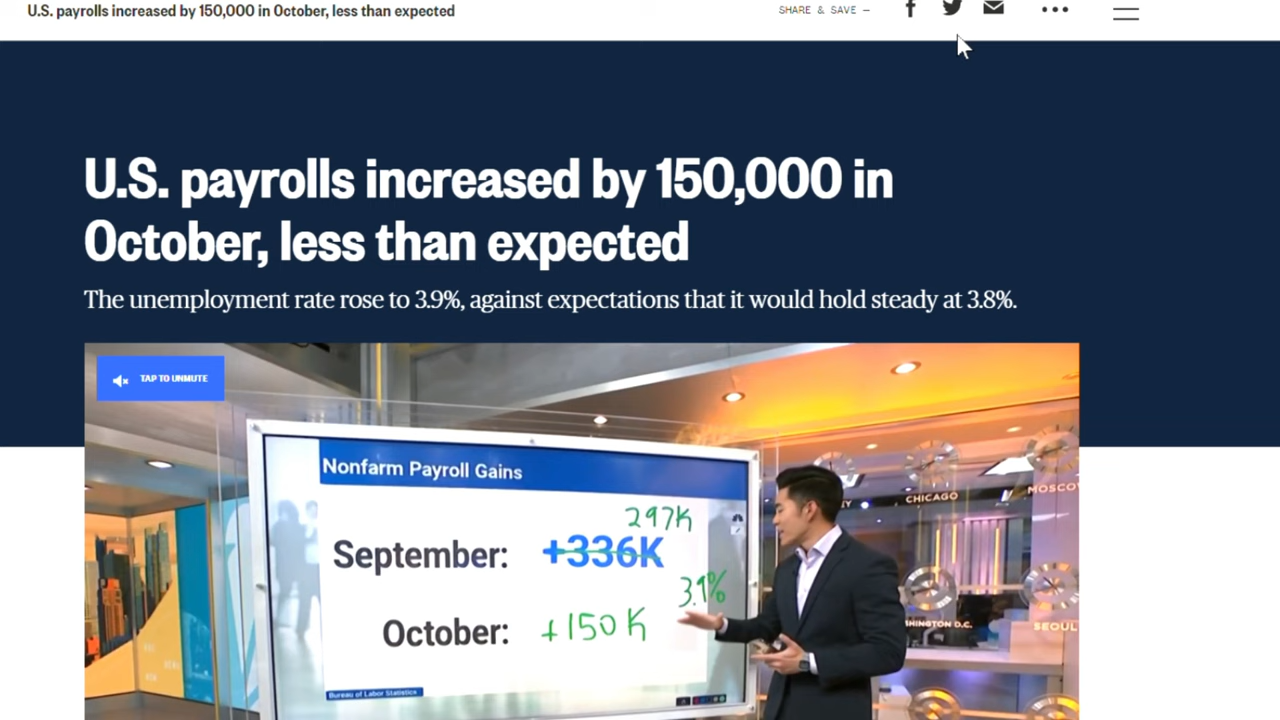 U.S. payrolls increased by 150,000 in October, less than expected
SHARE & SAVE —
U.S. payrolls increased by 150,000 in
October, less than expected
The unemployment rate rose to 3.9%, against expectations that it would hold steady at 3.8%.
TAP TO UNMUTE
Nonfarm Payroll Gains
297K
September: +336K
3.9%
October: +150K
Bureau of Labor Statistics
CHICAGO
MOSCO
HINGTON D.C.
SEOUL